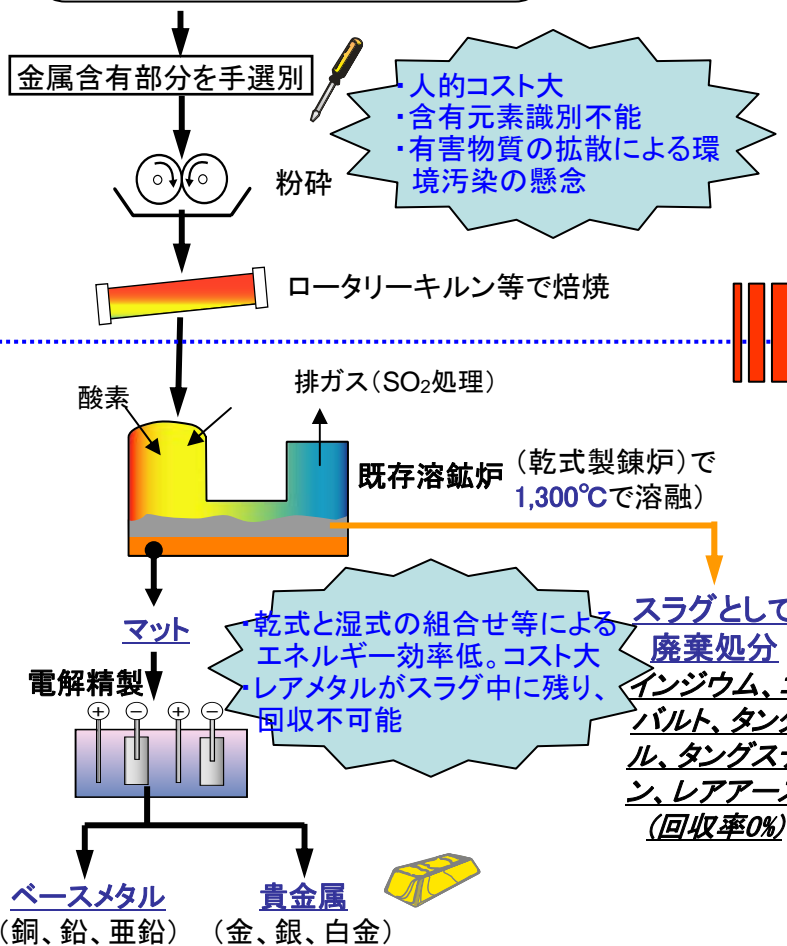 金属含有部分を手選別
・人的コスト大
・含有元素識別不能
・有害物質の拡散による環
境汚染の懸念
粉砕
ロータリーキルン等で焙焼
酸素
排ガス(SO₂処理)
既存溶鉱炉 (乾式製錬炉)で
1,300℃で溶融)
マット
・乾式と湿式の組合せ等による
エネルギー効率低。コスト大
・レアメタルがスラグ中に残り、
回収不可能
スラグとして
廃棄処分
インジウム、
バルト、タング
ル、タングステ
ン、レアアース
(回収率0%)
電解精製
+ − + −
ベースメタル
(銅、鉛、亜鉛)
貴金属
(金、銀、白金)